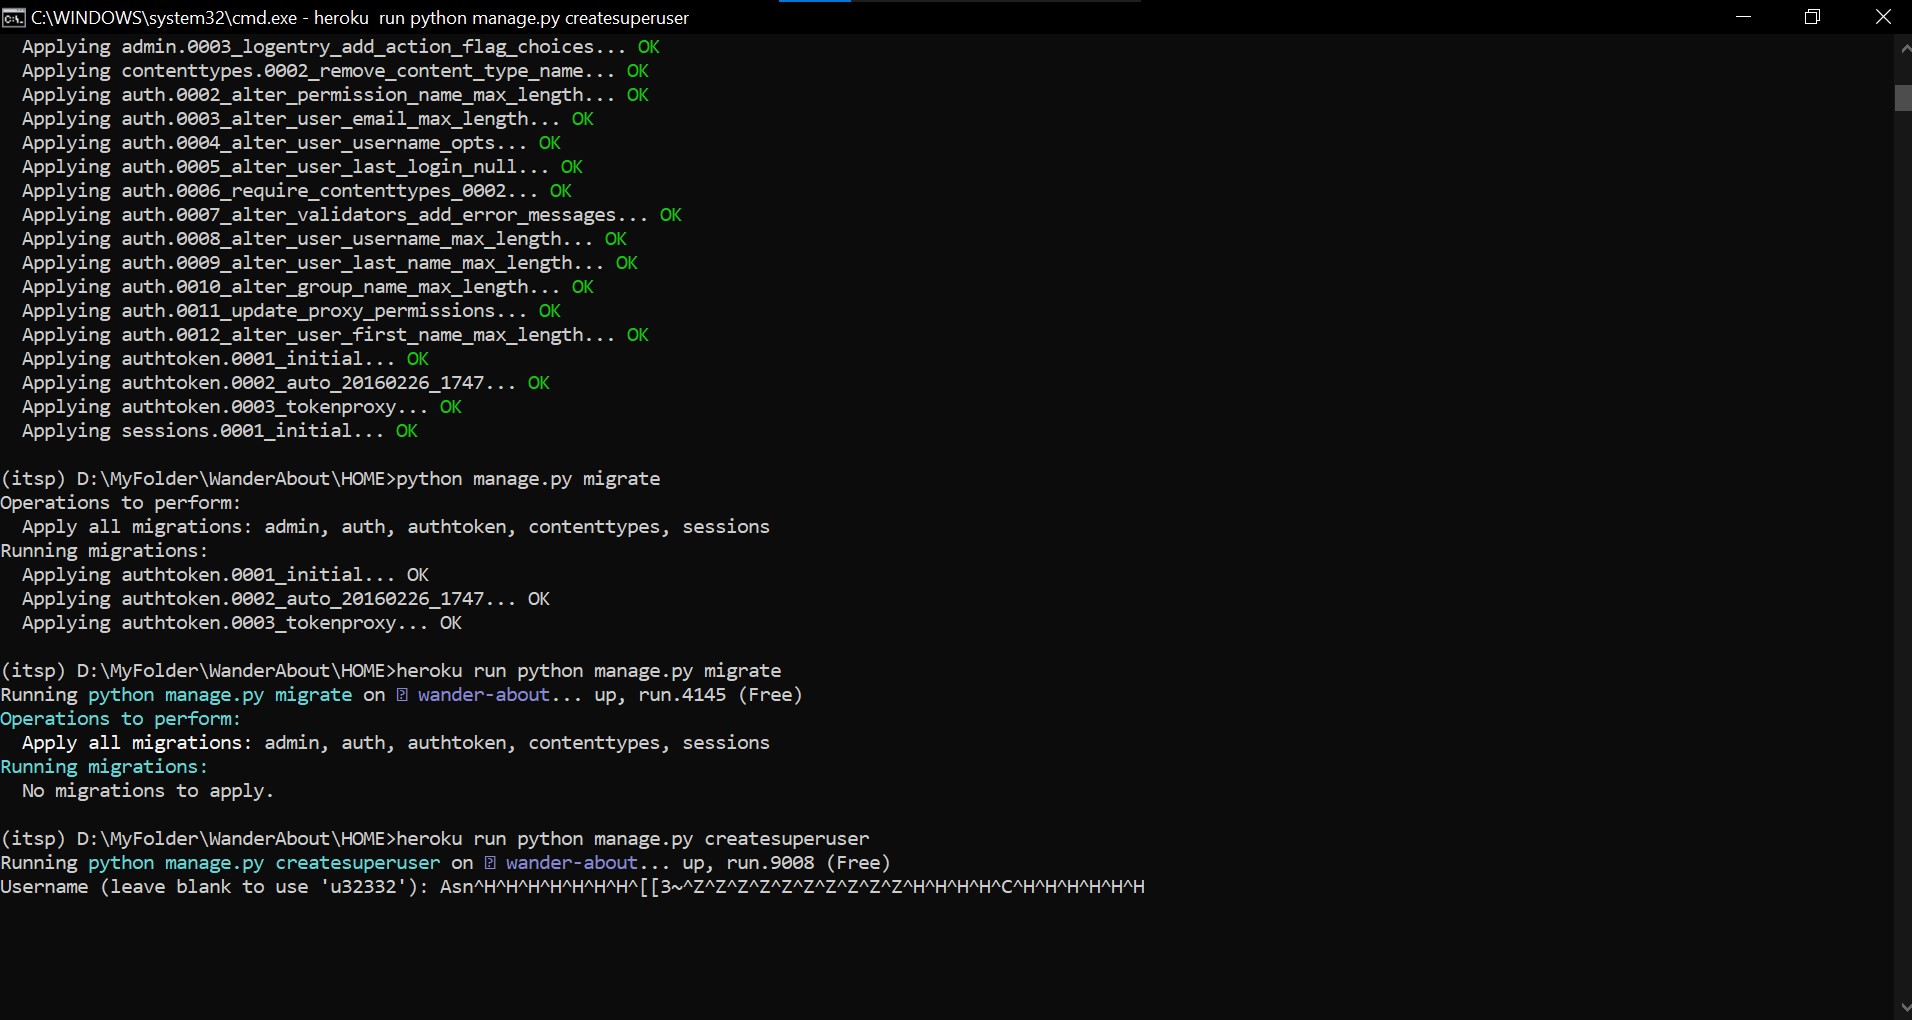 C:\WINDOWS\system32\cmd.exe - heroku  run python manage.py createsuperuser
  Applying admin.0003_logentry_add_action_flag_choices... OK
  Applying contenttypes.0002_remove_content_type_name... OK
  Applying auth.0002_alter_permission_name_max_length... OK
  Applying auth.0003_alter_user_email_max_length... OK
  Applying auth.0004_alter_user_username_opts... OK
  Applying auth.0005_alter_user_last_login_null... OK
  Applying auth.0006_require_contenttypes_0002... OK
  Applying auth.0007_alter_validators_add_error_messages... OK
  Applying auth.0008_alter_user_username_max_length... OK
  Applying auth.0009_alter_user_last_name_max_length... OK
  Applying auth.0010_alter_group_name_max_length... OK
  Applying auth.0011_update_proxy_permissions... OK
  Applying auth.0012_alter_user_first_name_max_length... OK
  Applying authtoken.0001_initial... OK
  Applying authtoken.0002_auto_20160226_1747... OK
  Applying authtoken.0003_tokenproxy... OK
  Applying sessions.0001_initial... OK
(itsp) D:\MyFolder\WanderAbout\HOME>python manage.py migrate
Operations to perform:
  Apply all migrations: admin, auth, authtoken, contenttypes, sessions
Running migrations:
  Applying authtoken.0001_initial... OK
  Applying authtoken.0002_auto_20160226_1747... OK
  Applying authtoken.0003_tokenproxy... OK
(itsp) D:\MyFolder\WanderAbout\HOME>heroku run python manage.py migrate
Running python manage.py migrate on ⍰ wander-about... up, run.4145 (Free)
Operations to perform:
  Apply all migrations: admin, auth, authtoken, contenttypes, sessions
Running migrations:
  No migrations to apply.
(itsp) D:\MyFolder\WanderAbout\HOME>heroku run python manage.py createsuperuser
Running python manage.py createsuperuser on ⍰ wander-about... up, run.9008 (Free)
Username (leave blank to use 'u32332'): Asn^H^H^H^H^H^H^H^[[3~^Z^Z^Z^Z^Z^Z^Z^Z^Z^Z^H^H^H^H^C^H^H^H^H^H^H